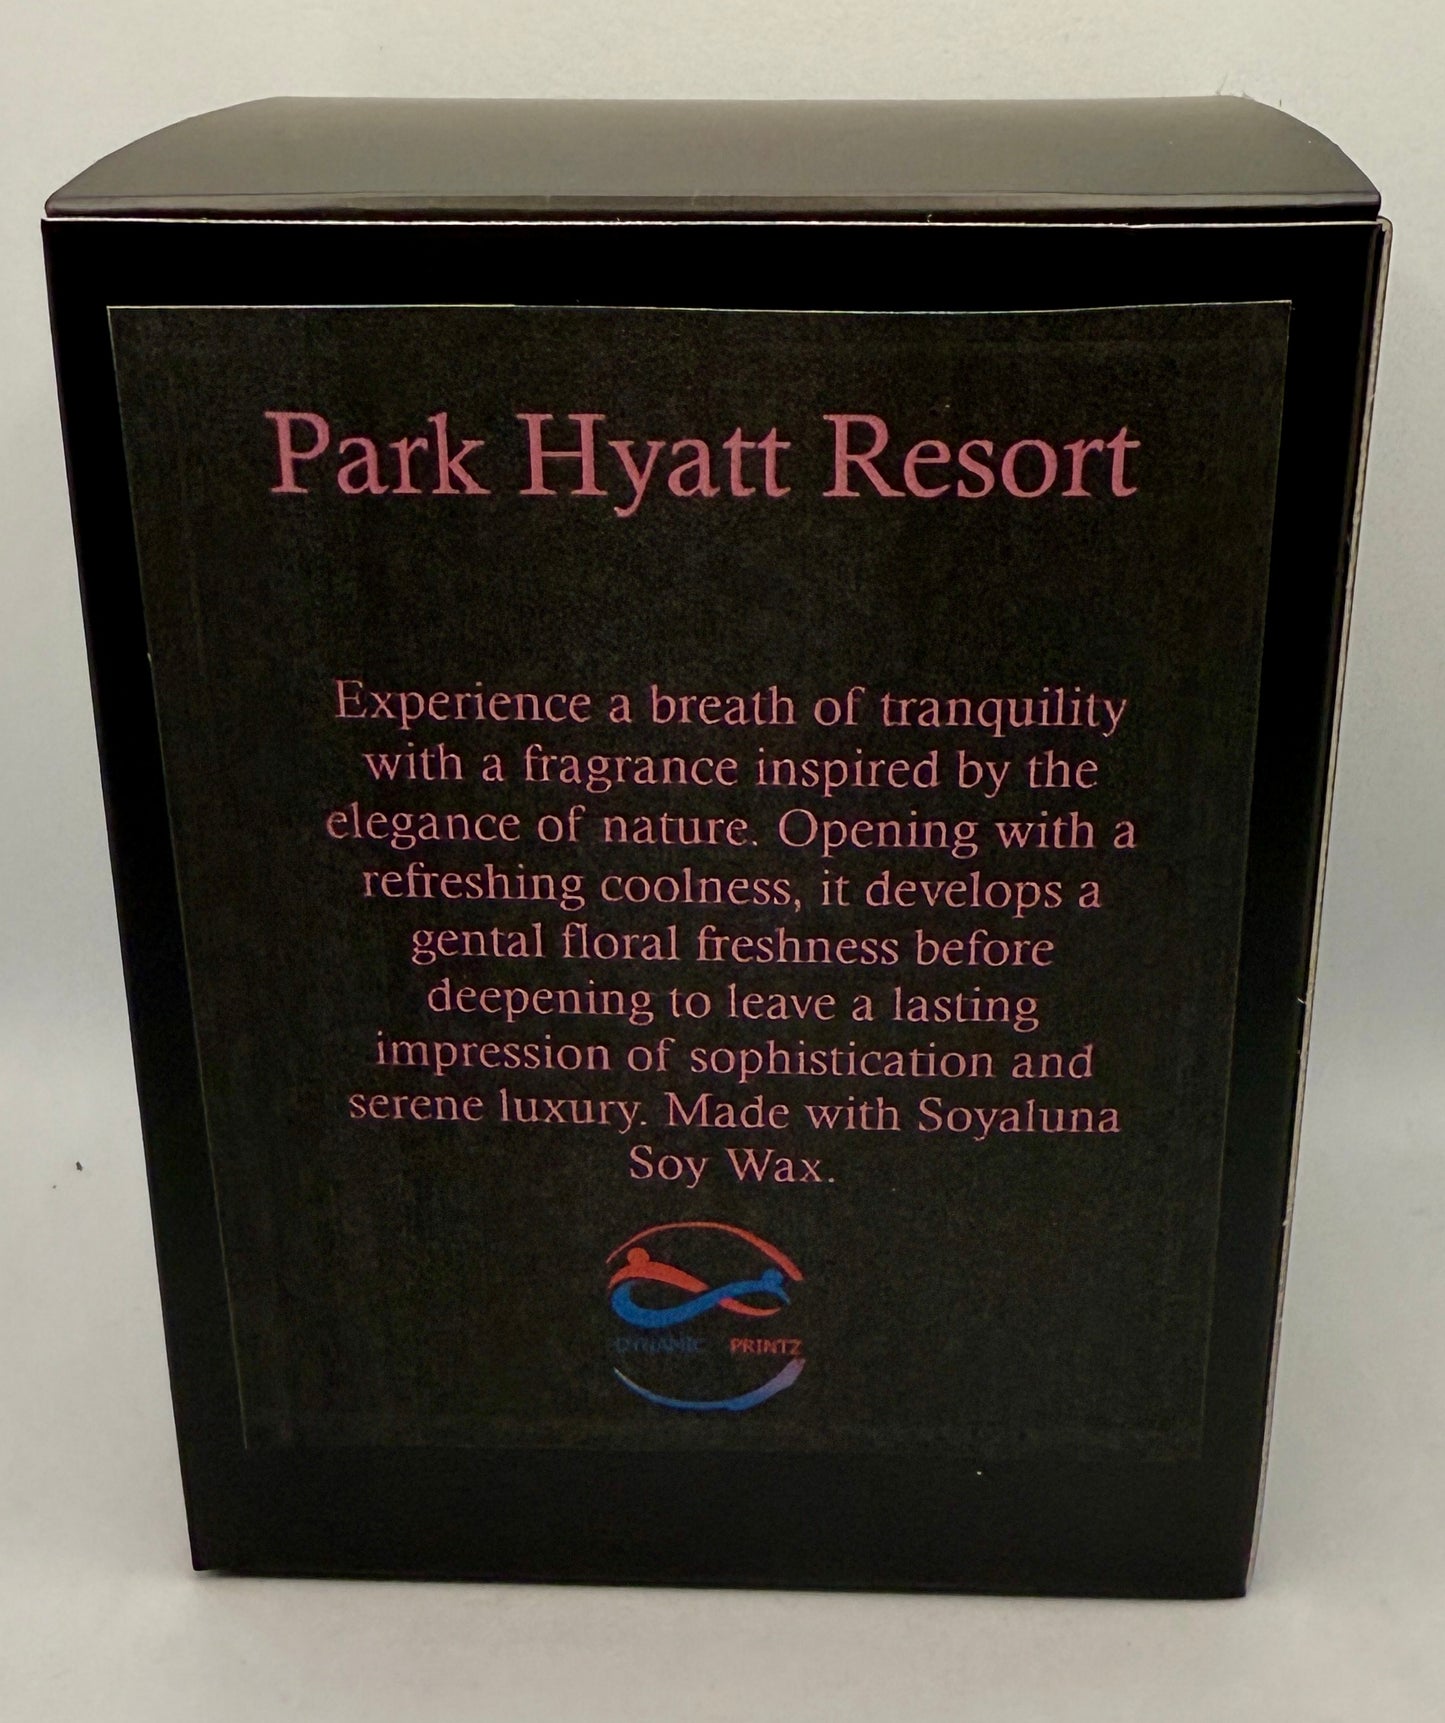 Park Hyatt Resort
Experience a breath of tranquility
with a fragrance inspired by the
elegance of nature. Opening with a
refreshing coolness, it develops a
gental floral freshness before
deepening to leave a lasting
impression of sophistication and
serene luxury. Made with Soyaluna
Soy Wax.
DYNAMIC PRINTZ